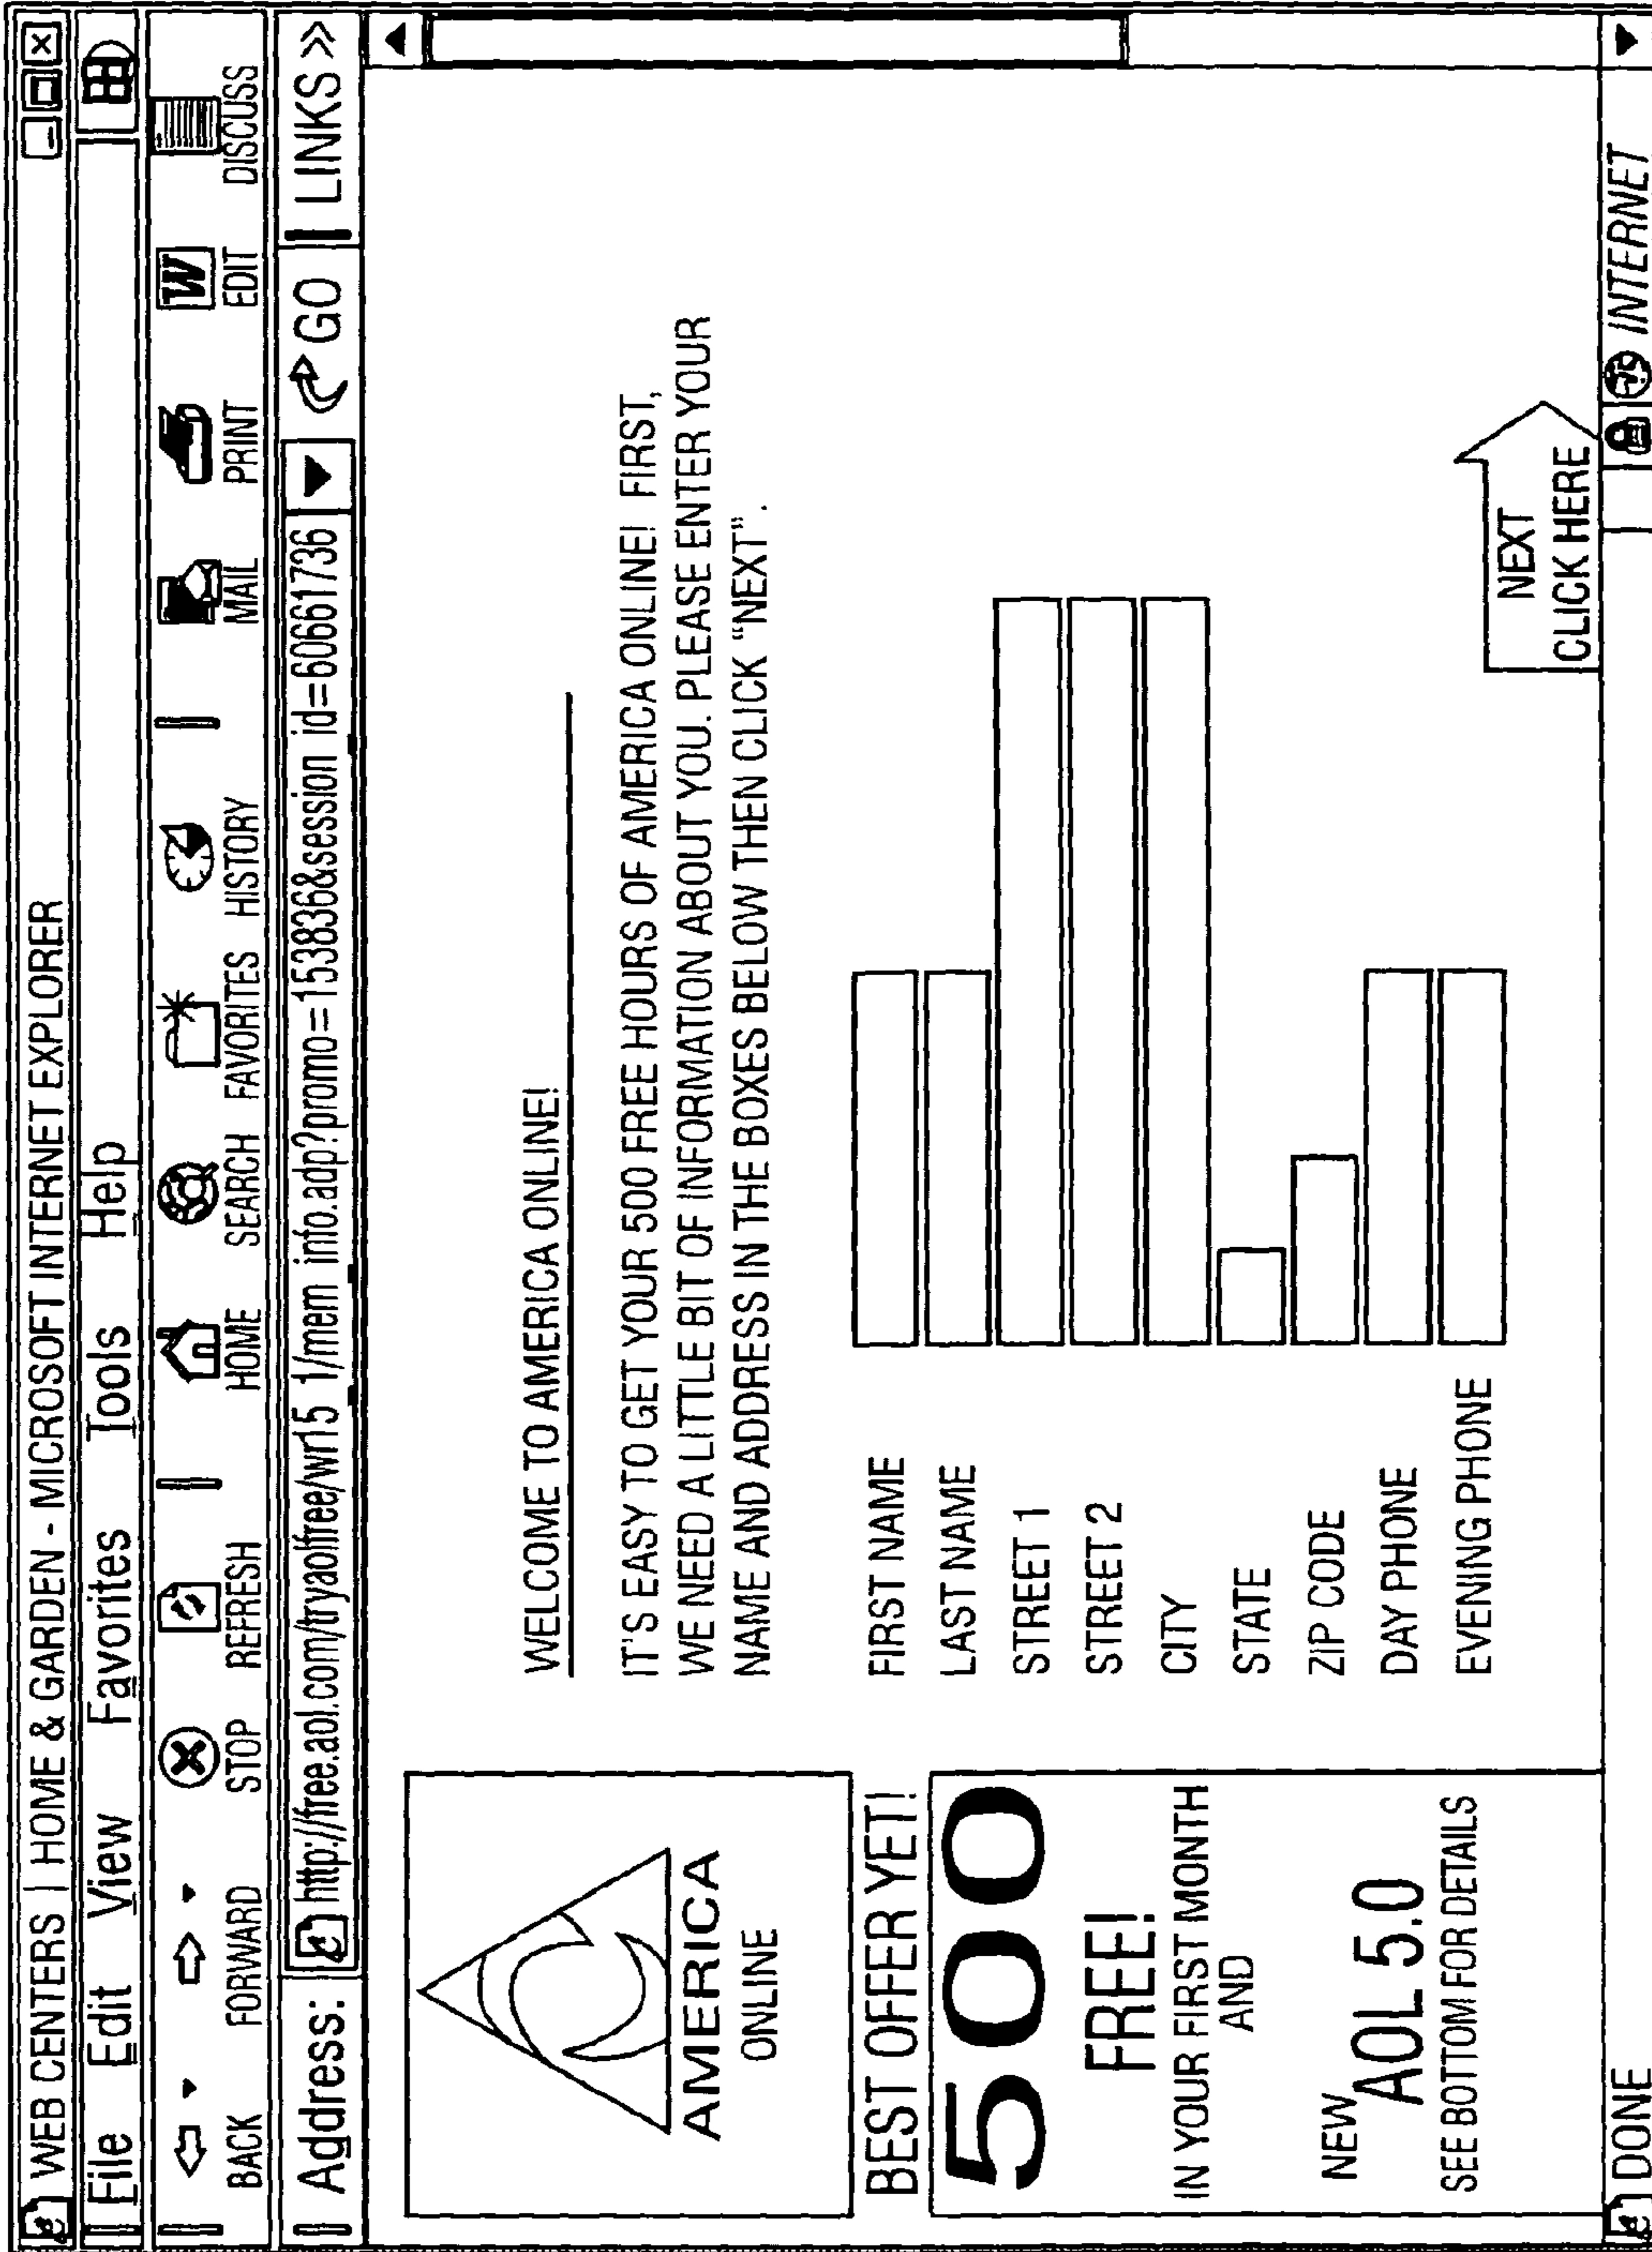 WEB CENTERS | HOME & GARDEN - MICROSOFT INTERNET EXPLORER
File Edit View Favorites Tools Help
BACK FORWARD STOP REFRESH HOME SEARCH FAVORITES HISTORY MAIL PRINT EDIT DISCUSS
Address: http://free.aol.com/tryaolfree/wr15_1/mem_info.adp?promo=153836&session_id=60661736 GO LINKS >>
AMERICA
ONLINE
BEST OFFER YET!
500
FREE!
IN YOUR FIRST MONTH
AND
NEW
AOL 5.0
SEE BOTTOM FOR DETAILS
WELCOME TO AMERICA ONLINE!
IT'S EASY TO GET YOUR 500 FREE HOURS OF AMERICA ONLINE! FIRST,
WE NEED A LITTLE BIT OF INFORMATION ABOUT YOU. PLEASE ENTER YOUR
NAME AND ADDRESS IN THE BOXES BELOW THEN CLICK "NEXT".
FIRST NAME
LAST NAME
STREET 1
STREET 2
CITY
STATE
ZIP CODE
DAY PHONE
EVENING PHONE
NEXT
CLICK HERE
DONE INTERNET